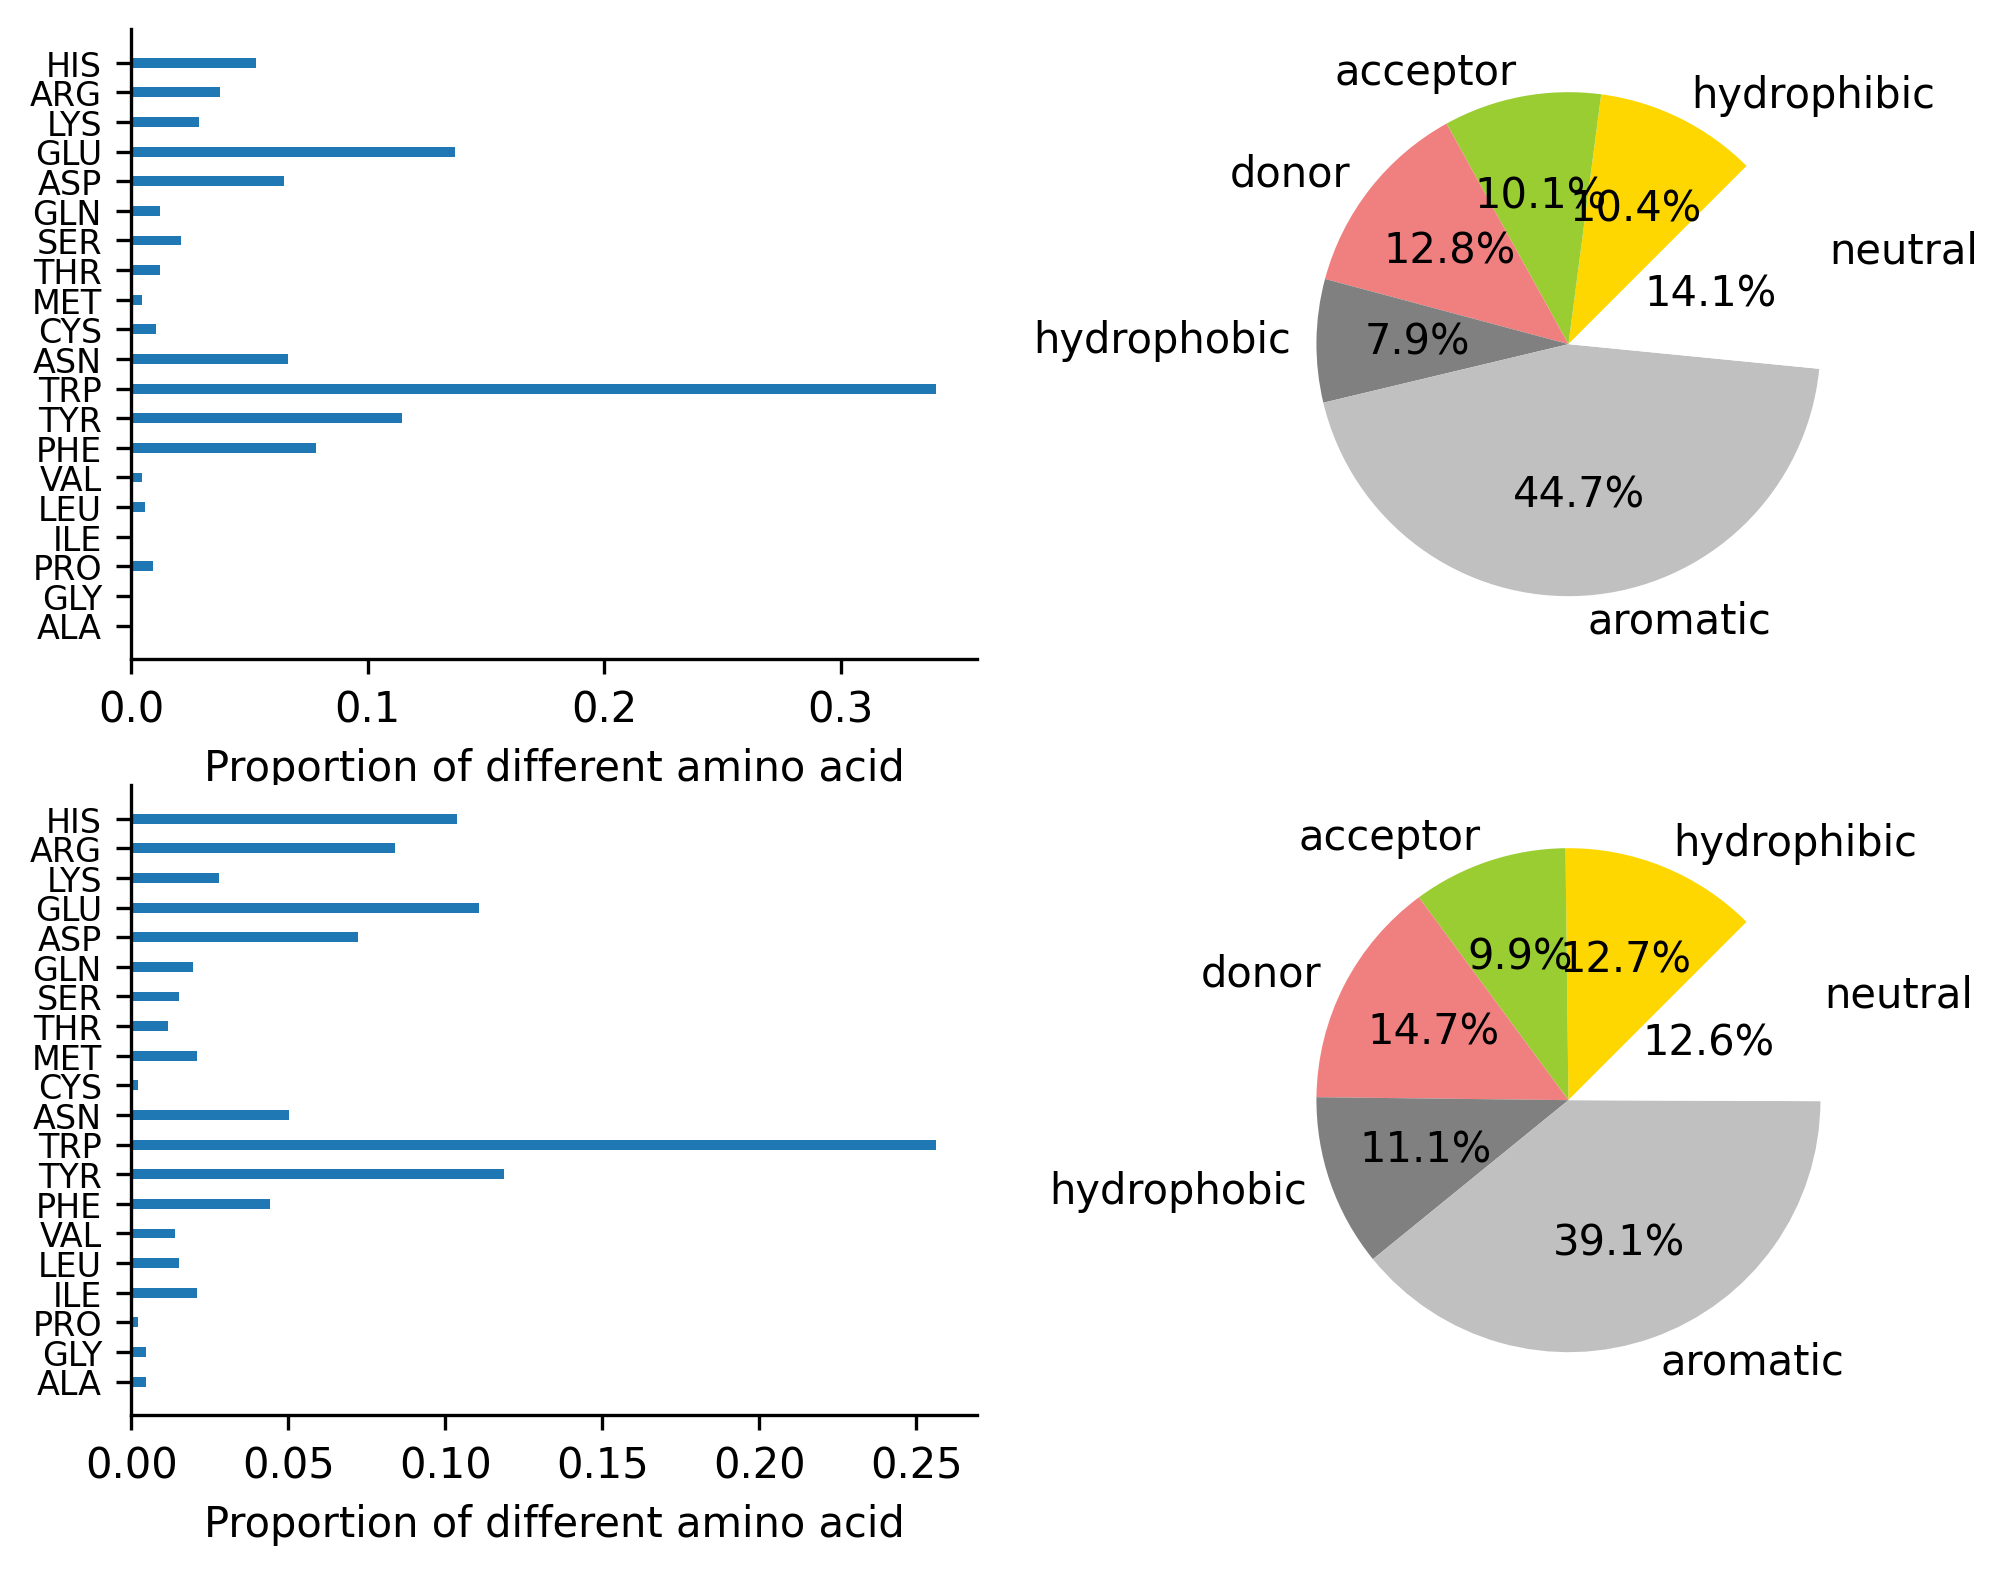 HIS
ARG
LYS
GLU
ASP
GLN
SER
THR
MET
CYS
ASN
TRP
TYR
PHE
VAL
LEU
ILE
PRO
GLY
ALA
0.0 0.1 0.2 0.3
Proportion of different amino acid
acceptor
hydrophibic
donor
neutral
hydrophobic
aromatic
10.1%
10.4%
12.8%
14.1%
7.9%
44.7%
HIS
ARG
LYS
GLU
ASP
GLN
SER
THR
MET
CYS
ASN
TRP
TYR
PHE
VAL
LEU
ILE
PRO
GLY
ALA
0.00 0.05 0.10 0.15 0.20 0.25
Proportion of different amino acid
acceptor
hydrophibic
donor
neutral
hydrophobic
aromatic
9.9%
12.7%
14.7%
12.6%
11.1%
39.1%